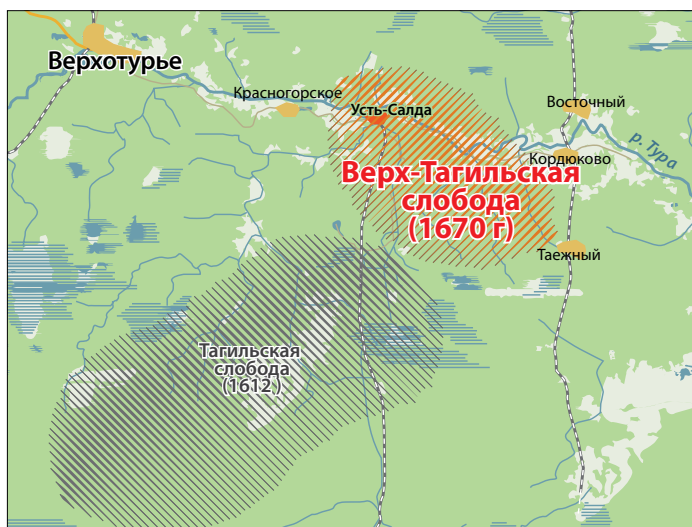 Верхотурье
Красногорское
Усть-Салда
Восточный
р. Тура
Кордюково
Верх-Тагильская
слобода
(1670 г)
Таежный
Тагильская
слобода
(1612 )